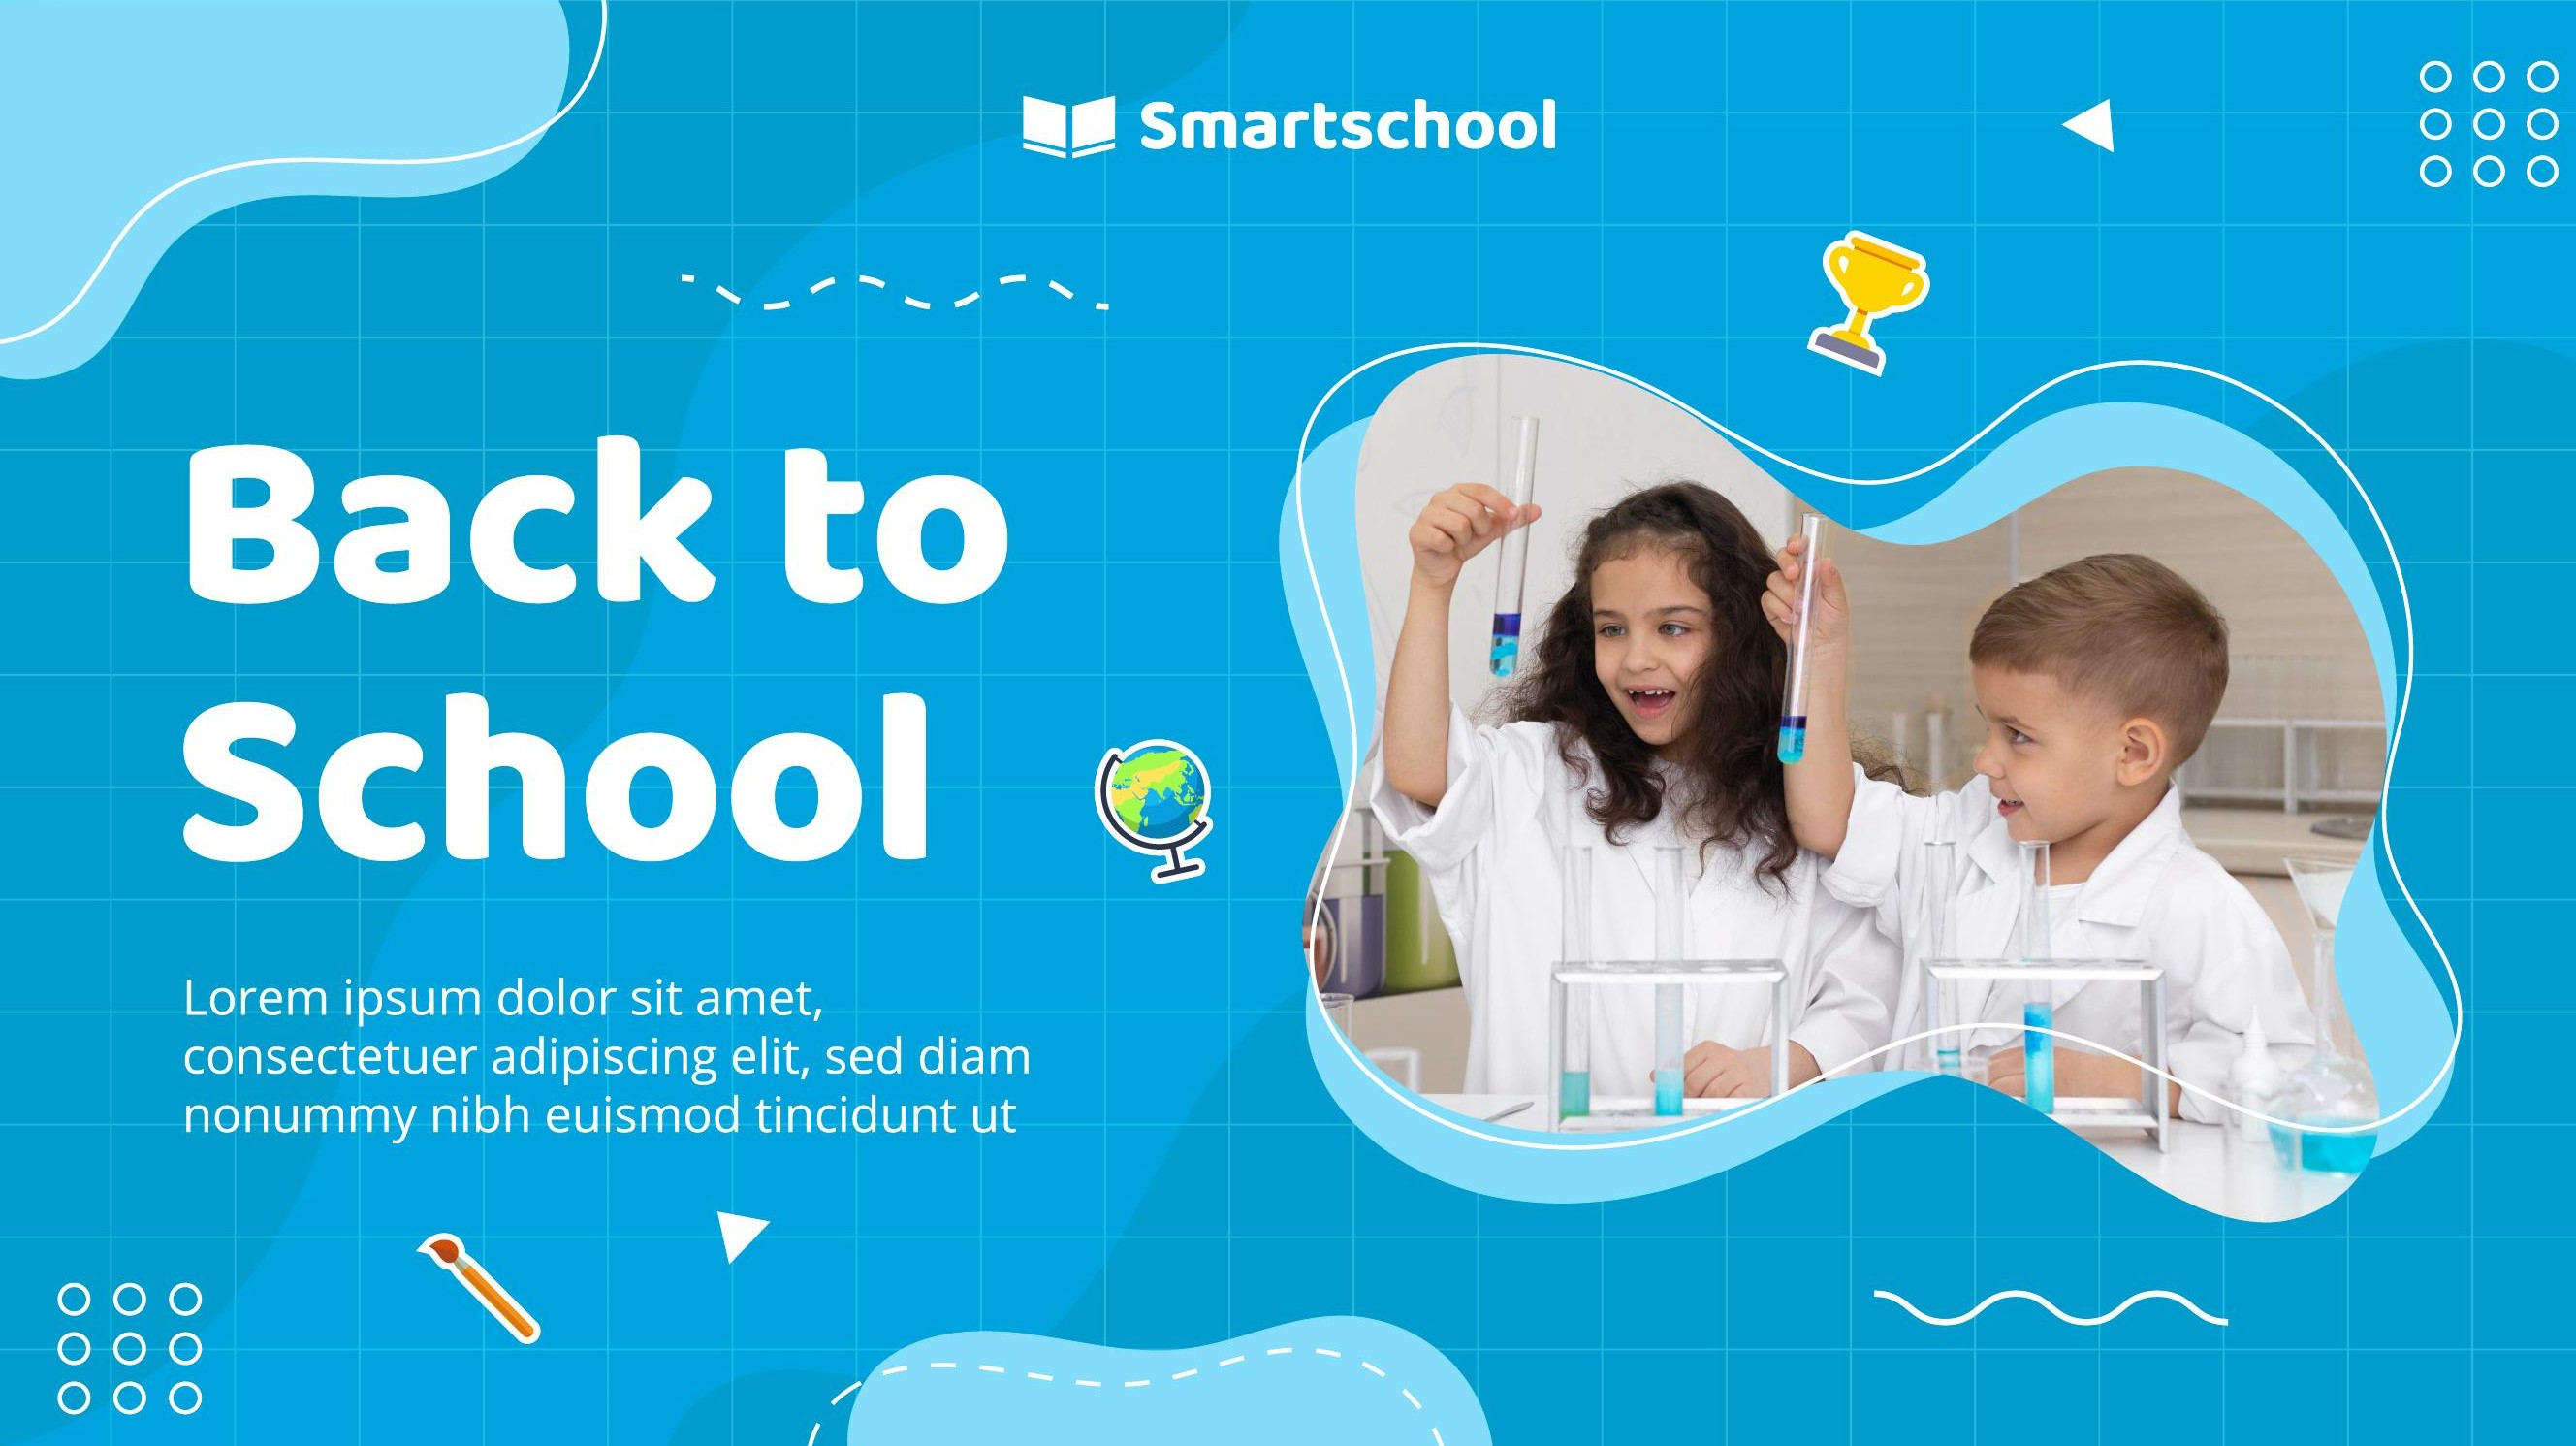 Smartschool
Back to
School
Lorem ipsum dolor sit amet,
consectetuer adipiscing elit, sed diam
nonummy nibh euismod tincidunt ut